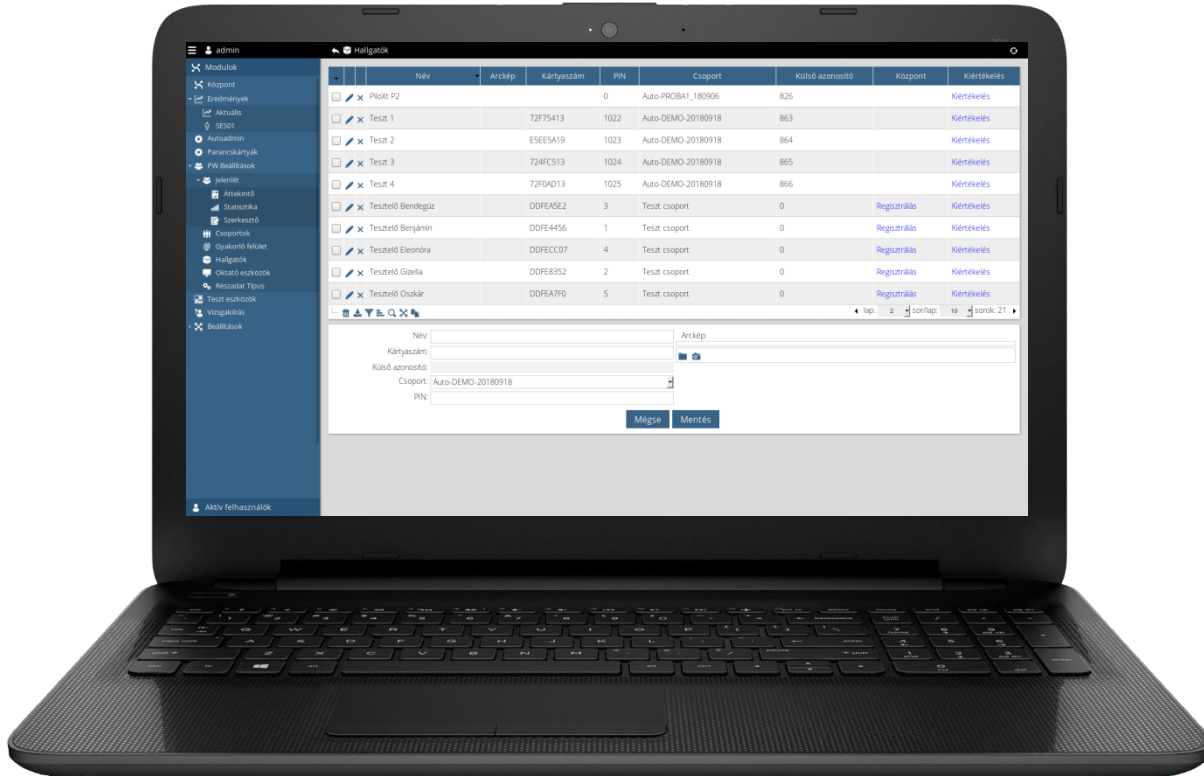 admin
Hallgatók
Modulok
Központ
Eredmények
Aktuális
SES01
Autoadmin
Parancskártyák
PW Beállítások
Jelenlét
Áttekintő
Statisztika
Szerkesztő
Csoportok
Gyakorló felület
Hallgatók
Oktató eszközök
Részadat Típus
Teszt eszközök
Vizsgakiírás
Beállítások
Aktív felhasználók
Név Arckép Kártyaszám PIN Csoport Külső azonosító Központ Kiértékelés
PiloXt P2 0 Auto-PROBA1_180906 826 Kiértékelés
Teszt 1 72F75413 1022 Auto-DEMO-20180918 863 Kiértékelés
Teszt 2 E5EE5A19 1023 Auto-DEMO-20180918 864 Kiértékelés
Teszt 3 724FC513 1024 Auto-DEMO-20180918 865 Kiértékelés
Teszt 4 72F0AD13 1025 Auto-DEMO-20180918 866 Kiértékelés
Tesztelő Bendegúz DDFEA5E2 3 Teszt csoport 0 Regisztrálás Kiértékelés
Tesztelő Benjámin DDFE4456 1 Teszt csoport 0 Regisztrálás Kiértékelés
Tesztelő Eleonóra DDFECC07 4 Teszt csoport 0 Regisztrálás Kiértékelés
Tesztelő Gizella DDFE8352 2 Teszt csoport 0 Regisztrálás Kiértékelés
Tesztelő Oszkár DDFEA7F0 5 Teszt csoport 0 Regisztrálás Kiértékelés
lap: 2 sor/lap: 10 sorok: 21
Név: Arckép:
Kártyaszám:
Külső azonosító:
Csoport: Auto-DEMO-20180918
PIN:
Mégse Mentés